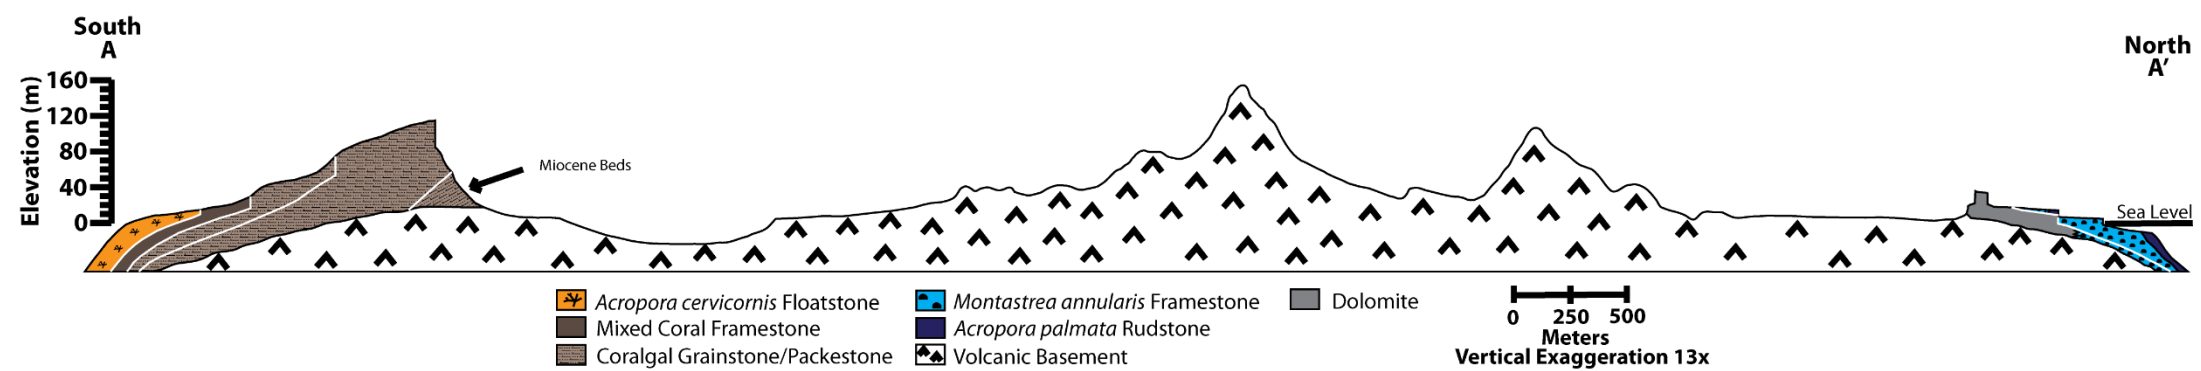 South
A
North
A′
Elevation (m)
160
120
80
40
0
Miocene Beds
Sea Level
Acropora cervicornis Floatstone
Mixed Coral Framestone
Coralgal Grainstone/Packestone
Montastrea annularis Framestone
Acropora palmata Rudstone
Volcanic Basement
Dolomite
0 250 500
Meters
Vertical Exaggeration 13x